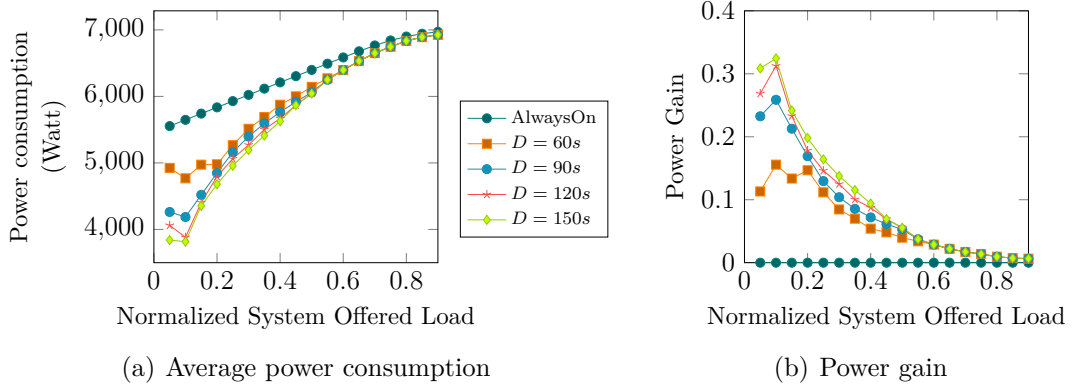 7,000
6,000
5,000
4,000
0
0.2
0.4
0.6
0.8
Power consumption
(Watt)
Normalized System Offered Load
(a) Average power consumption
AlwaysOn
D = 60s
D = 90s
D = 120s
D = 150s
0.4
0.3
0.2
0.1
0
0
0.2
0.4
0.6
0.8
Power Gain
Normalized System Offered Load
(b) Power gain